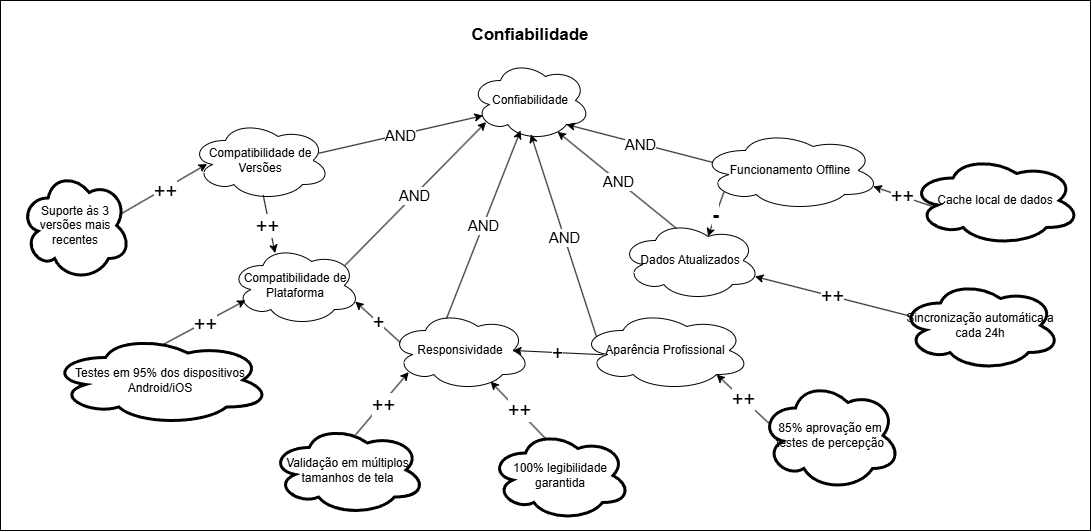 Confiabilidade
Confiabilidade
AND
AND
Compatibilidade de
Versões
Funcionamento Offline
++
AND
AND
++
Cache local de dados
Suporte às 3
versões mais
recentes
++
AND
AND
-
Dados Atualizados
Compatibilidade de
Plataforma
++
Sincronização automática a
cada 24h
++
+
Responsividade
+
Aparência Profissional
Testes em 95% dos dispositivos
Android/iOS
++
++
++
85% aprovação em
testes de percepção
Validação em múltiplos
tamanhos de tela
100% legibilidade
garantida